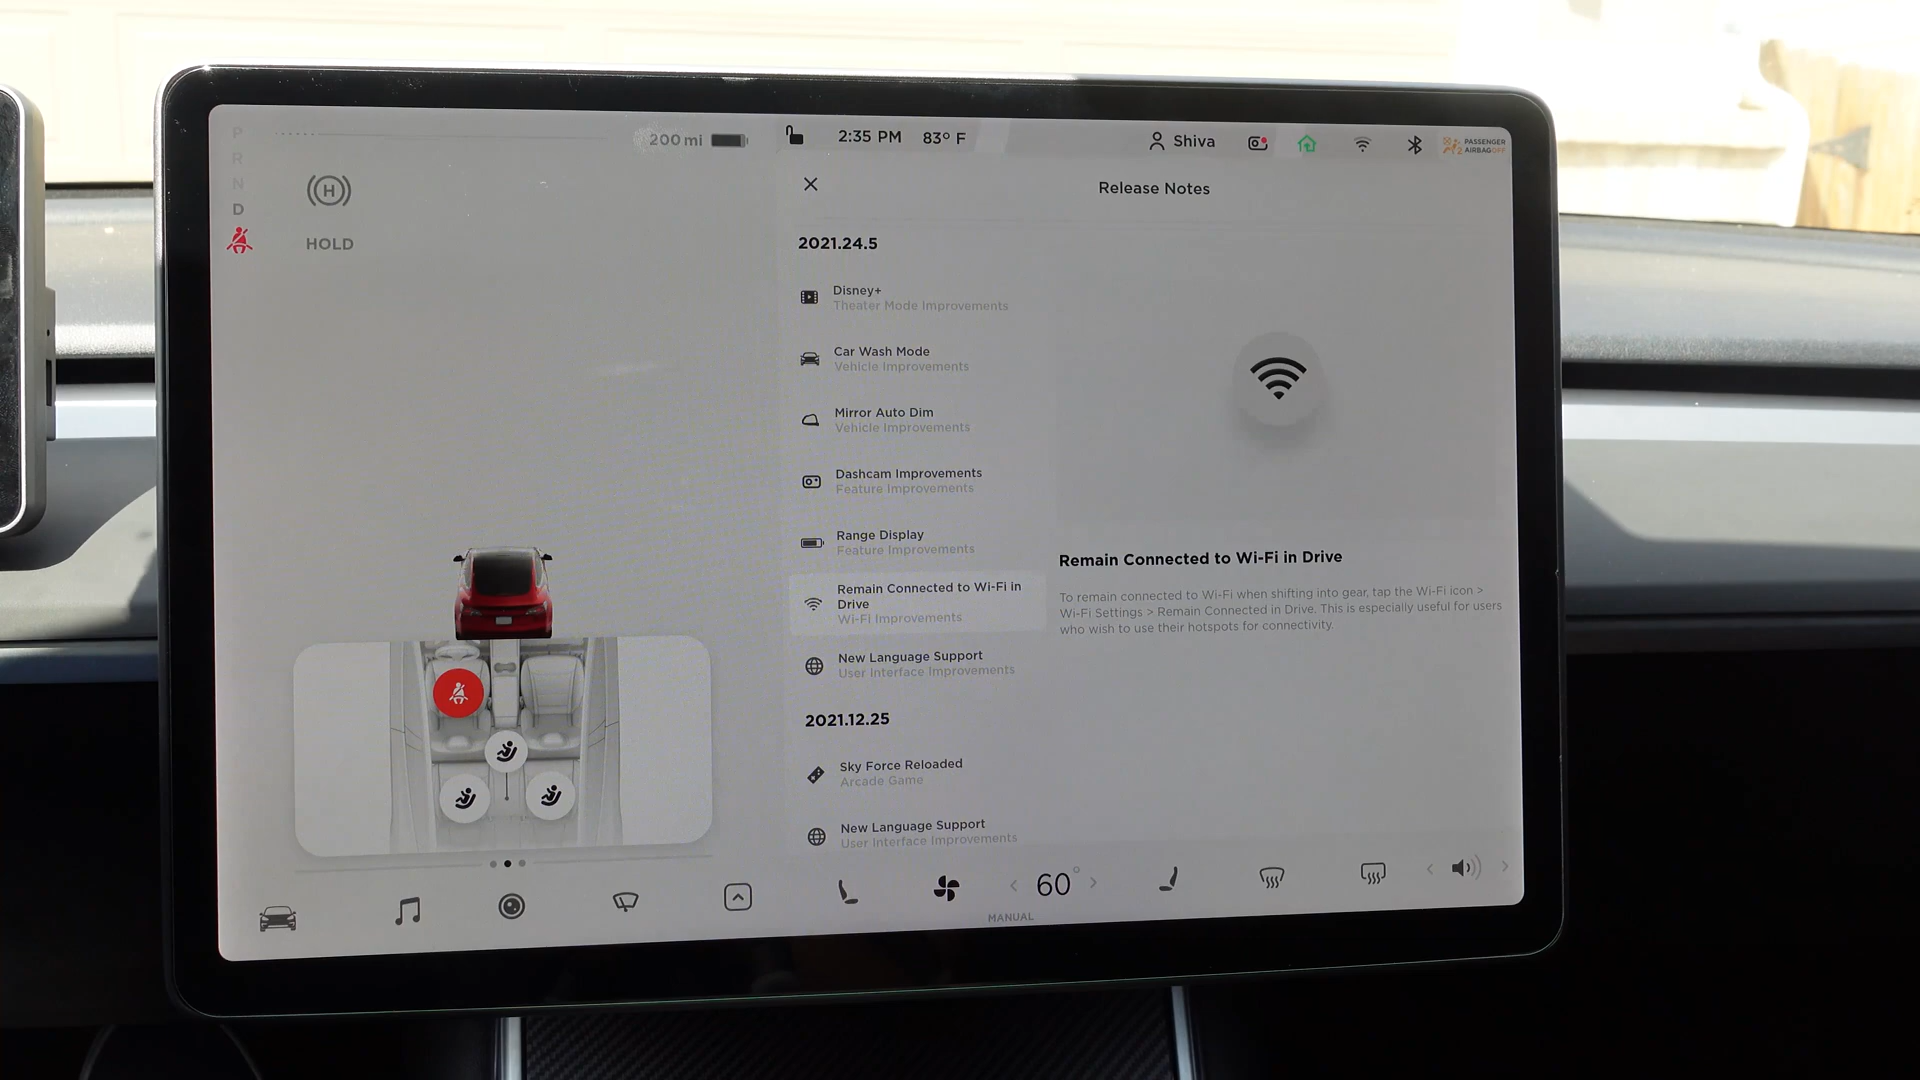 P
R
N
D
H
HOLD
200 mi
2:35 PM 83° F
Shiva
PASSENGER
AIRBAG OFF
Release Notes
2021.24.5
Disney+
Theater Mode Improvements
Car Wash Mode
Vehicle Improvements
Mirror Auto Dim
Vehicle Improvements
Dashcam Improvements
Feature Improvements
Range Display
Feature Improvements
Remain Connected to Wi-Fi in
Drive
Wi-Fi Improvements
New Language Support
User Interface Improvements
2021.12.25
Sky Force Reloaded
Arcade Game
New Language Support
User Interface Improvements
Remain Connected to Wi-Fi in Drive
To remain connected to Wi-Fi when shifting into gear, tap the Wi-Fi icon >
Wi-Fi Settings > Remain Connected in Drive. This is especially useful for users
who wish to use their hotspots for connectivity.
60°
MANUAL